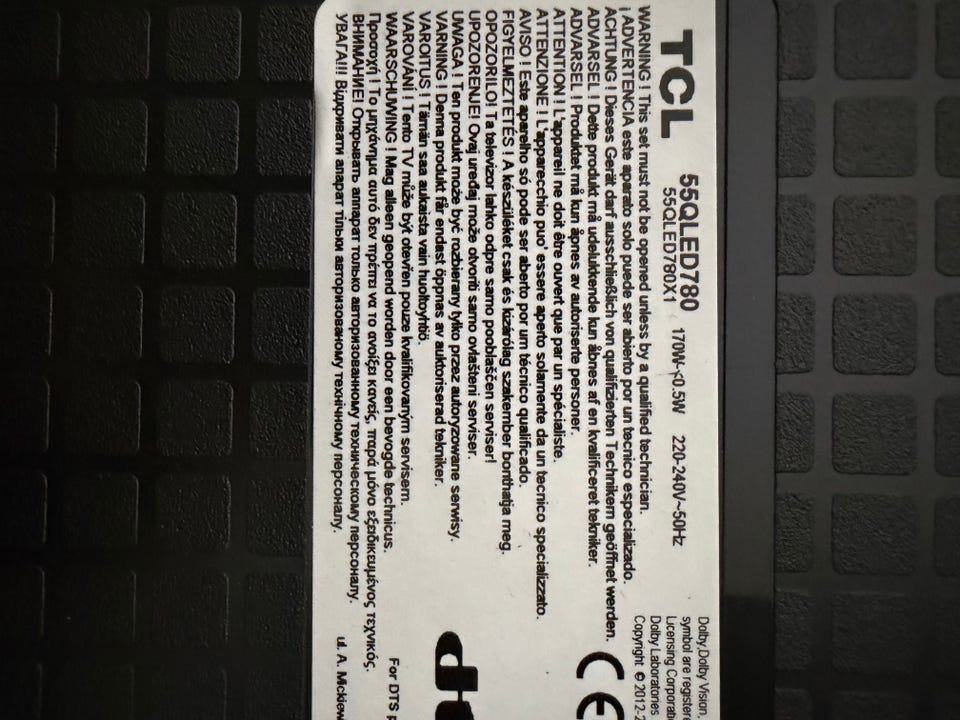 TCL 55QLED780 170W 0.5W 220-240V~50Hz
55QLED780X1
WARNING ! This set must not be opened unless by a qualified technician.
¡ ADVERTENCIA este aparato solo puede ser abierto por un tecnico especializado.
ACHTUNG ! Dieses Gerät darf ausschließlich von qualifizierten Technikern geöffnet werden.
ADVARSEL ! Dette produkt må udelukkende kun åbnes af en kvalificeret tekniker.
ADVARSEL ! Produktet må kun åpnes av autoriserte personer.
ATTENTION ! L'appareil ne doit être ouvert que par un spécialiste.
ATTENZIONE ! L'apparecchio puo' essere aperto solamente da un tecnico specializzato.
AVISO ! Este aparelho só pode ser aberto por um técnico qualificado.
FIGYELMEZTETÉS ! A készüléket csak és kizárólag szakember bonthatja meg.
OPOZORILO! Ta televizor lahko odpre samo pooblaščen serviser!
UPOZORENJE! Ovaj uređaj može otvoriti samo ovlašteni serviser.
UWAGA ! Ten produkt może być rozbierany tylko przez autoryzowane serwisy.
VARNING ! Denna produkt får endast öppnas av auktoriserad tekniker.
VAROITUS ! Tämän saa aukaista vain huoltoyhtiö.
VAROVÁNÍ ! Tento TV může být otevřen pouze kvalifikovaným servisem.
WAARSCHUWING ! Mag alleen geopend worden door een bevoegde technicus.
Προσοχή ! Το μηχάνημα αυτό δεν πρέπει να το ανοίξει κανείς, παρά μόνο εξειδικευμένος τεχνικός.
ВНИМАНИЕ! Открывать аппарат только авторизованному техническому персоналу.
УВАГА!!! Відкривати апарат тільки авторизованому технічному персоналу.
Dolby,Dolby Vision,
symbol are registere
Licensing Corporatio
Dolby Laboratories
Copyright © 2012-2
CE
dt
For DTS p
ul. A. Mickiew